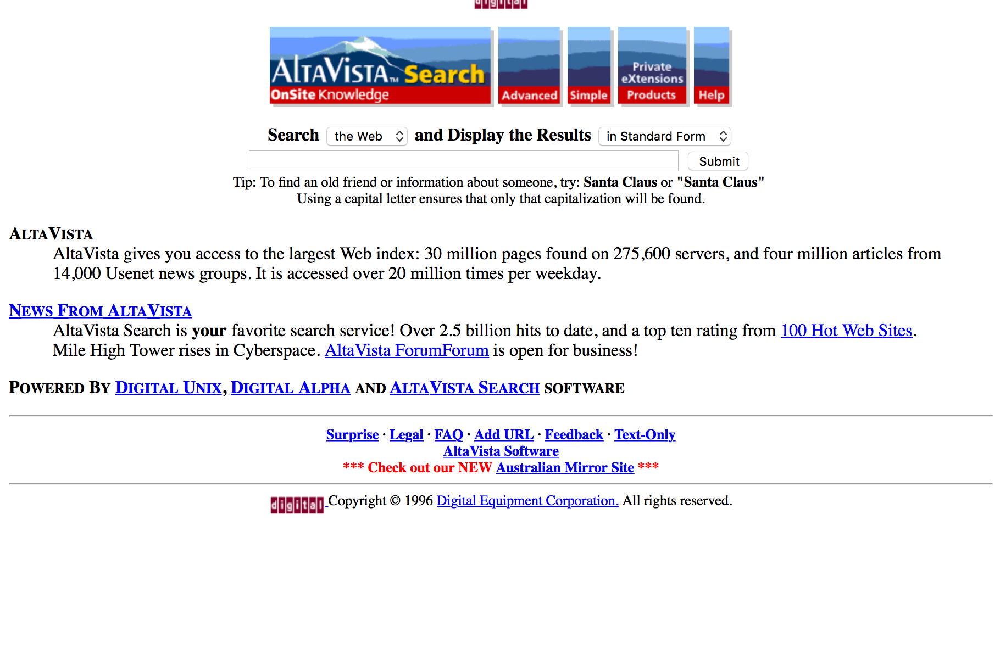 digital
ALTAVISTA™ Search
OnSite Knowledge
Advanced
Simple
Private
eXtensions
Products
Help
Search the Web and Display the Results in Standard Form
Submit
Tip: To find an old friend or information about someone, try: Santa Claus or "Santa Claus"
Using a capital letter ensures that only that capitalization will be found.
ALTAVISTA
AltaVista gives you access to the largest Web index: 30 million pages found on 275,600 servers, and four million articles from
14,000 Usenet news groups. It is accessed over 20 million times per weekday.
NEWS FROM ALTAVISTA
AltaVista Search is your favorite search service! Over 2.5 billion hits to date, and a top ten rating from 100 Hot Web Sites.
Mile High Tower rises in Cyberspace. AltaVista ForumForum is open for business!
POWERED BY DIGITAL UNIX, DIGITAL ALPHA AND ALTAVISTA SEARCH SOFTWARE
Surprise · Legal · FAQ · Add URL · Feedback · Text-Only
AltaVista Software
*** Check out our NEW Australian Mirror Site ***
digital Copyright © 1996 Digital Equipment Corporation. All rights reserved.